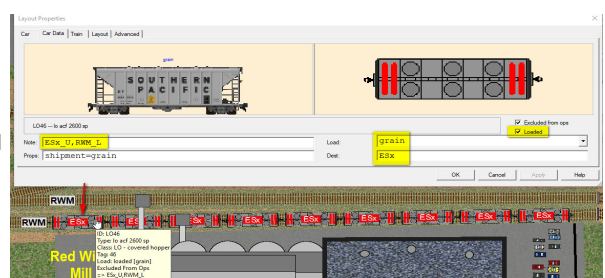 Layout Properties
Car Car Data Train Layout Advanced
grain
SOUTHERN
PACIFIC
LO46 -- lo acf 2600 sp
Excluded from ops
Loaded
Note: ESx_U,RWM_L
Load: grain
Props: shipment=grain
Dest: ESx
OK Cancel Apply Help
RWM
RWM ESx ESx ESx ESx ESx ESx ESx ESx
ID: LO46
Type: lo acf 2600 sp
Class: LO - covered hopper
Tag: 46
Load: loaded [grain]
Excluded From Ops
=> ESx_U,RWM_L
Red Wi
Mill